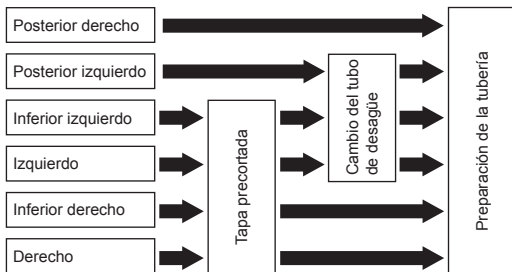 Posterior derecho
Posterior izquierdo
Inferior izquierdo
Izquierdo
Inferior derecho
Derecho
Tapa precortada
Cambio del tubo
de desagüe
Preparación de la tubería